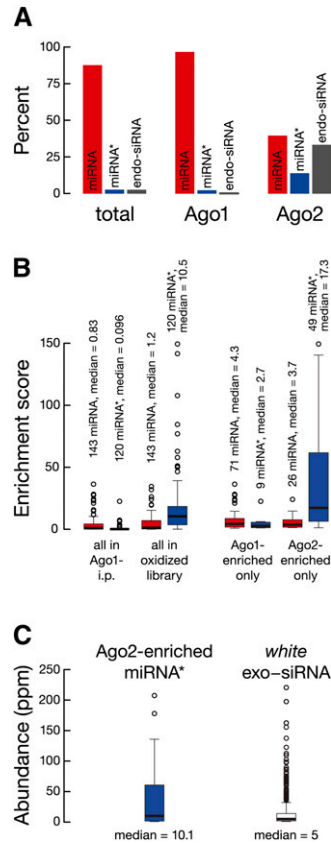 A
Percent
100
75
50
25
0
miRNA
miRNA*
endo-siRNA
miRNA
miRNA*
endo-siRNA
miRNA
miRNA*
endo-siRNA
total
Ago1
Ago2
B
Enrichment score
150
100
50
0
143 miRNA, median = 0.83
120 miRNA*, median = 0.096
143 miRNA, median = 1.2
120 miRNA*,
median = 10.5
71 miRNA, median = 4.3
9 miRNA*, median = 2.7
26 miRNA, median = 3.7
49 miRNA*,
median = 17.3
all in
Ago1-
i.p.
all in
oxidized
library
Ago1-
enriched
only
Ago2-
enriched
only
C
Abundance (ppm)
250
200
150
100
50
0
Ago2-enriched
miRNA*
white
exo-siRNA
median = 10.1
median = 5